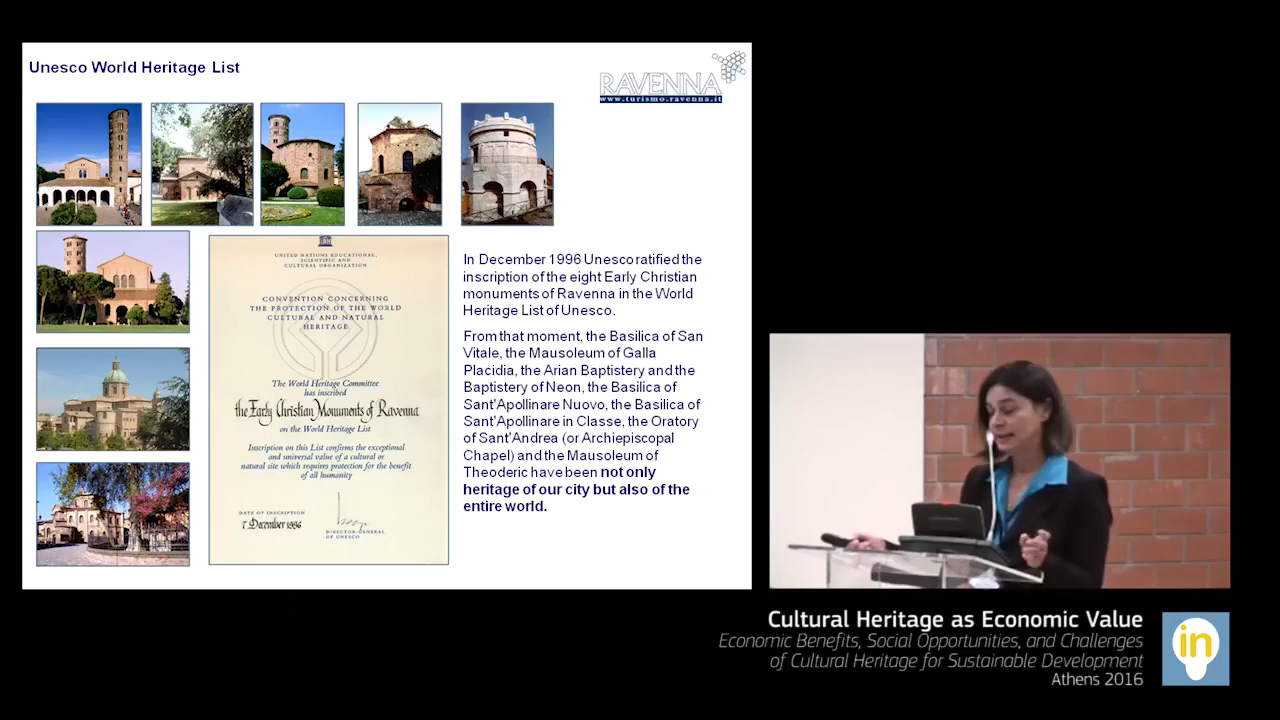 Unesco World Heritage List
RAVENNA
www.turismo.ravenna.it
UNITED NATIONS EDUCATIONAL,
SCIENTIFIC AND
CULTURAL ORGANIZATION
CONVENTION CONCERNING
THE PROTECTION OF THE WORLD
CULTURAL AND NATURAL
HERITAGE
The World Heritage Committee
has inscribed
the Early Christian Monuments of Ravenna
on the World Heritage List
Inscription on this List confirms the exceptional
and universal value of a cultural or
natural site which requires protection for the benefit
of all humanity
DATE OF INSCRIPTION
7 December 1996
DIRECTOR-GENERAL
OF UNESCO
In December 1996 Unesco ratified the
inscription of the eight Early Christian
monuments of Ravenna in the World
Heritage List of Unesco.
From that moment, the Basilica of San
Vitale, the Mausoleum of Galla
Placidia, the Arian Baptistery and the
Baptistery of Neon, the Basilica of
Sant'Apollinare Nuovo, the Basilica of
Sant'Apollinare in Classe, the Oratory
of Sant'Andrea (or Archiepiscopal
Chapel) and the Mausoleum of
Theoderic have been not only
heritage of our city but also of the
entire world.
Cultural Heritage as Economic Value
Economic Benefits, Social Opportunities, and Challenges
of Cultural Heritage for Sustainable Development
Athens 2016
in